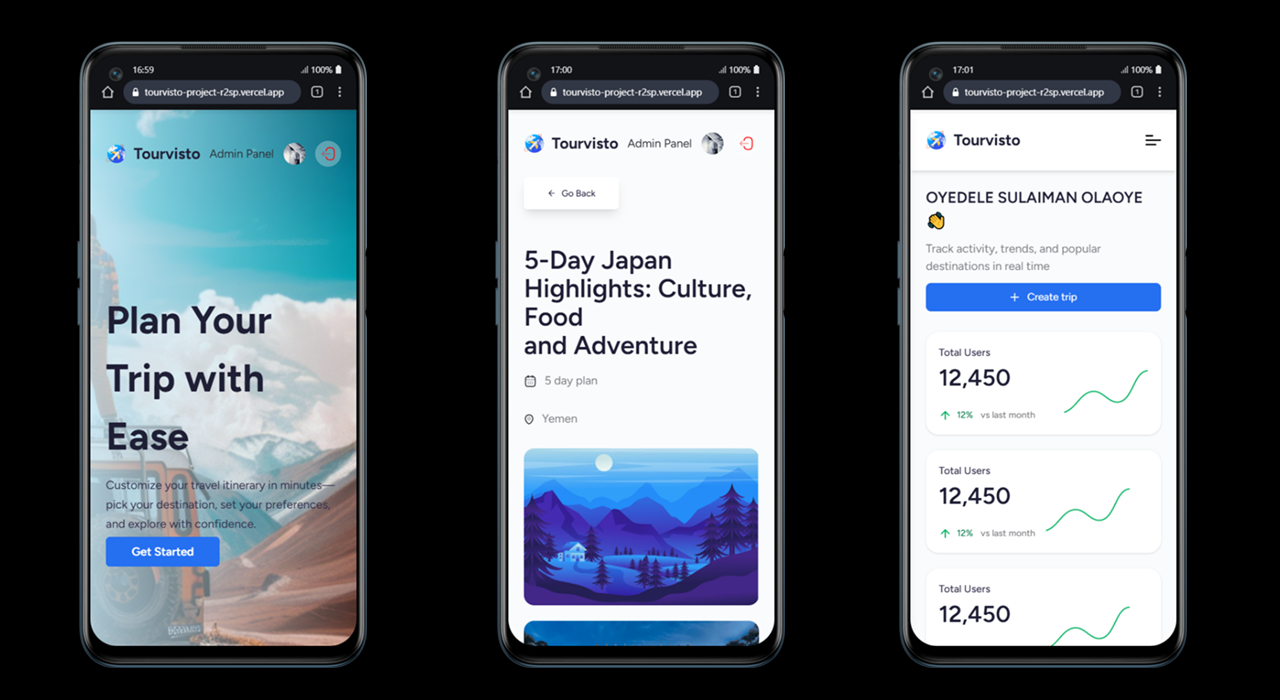 16:59
100%
tourvisto-project-r2sp.vercel.app
1
Tourvisto Admin Panel
Plan Your
Trip with
Ease
Customize your travel itinerary in minutes—
pick your destination, set your preferences,
and explore with confidence.
Get Started
17:00
100%
tourvisto-project-r2sp.vercel.app
1
Tourvisto Admin Panel
← Go Back
5-Day Japan
Highlights: Culture,
Food
and Adventure
5 day plan
Yemen
17:01
100%
tourvisto-project-r2sp.vercel.app
1
Tourvisto
OYEDELE SULAIMAN OLAOYE
👋
Track activity, trends, and popular
destinations in real time
+ Create trip
Total Users
12,450
↑ 12% vs last month
Total Users
12,450
↑ 12% vs last month
Total Users
12,450